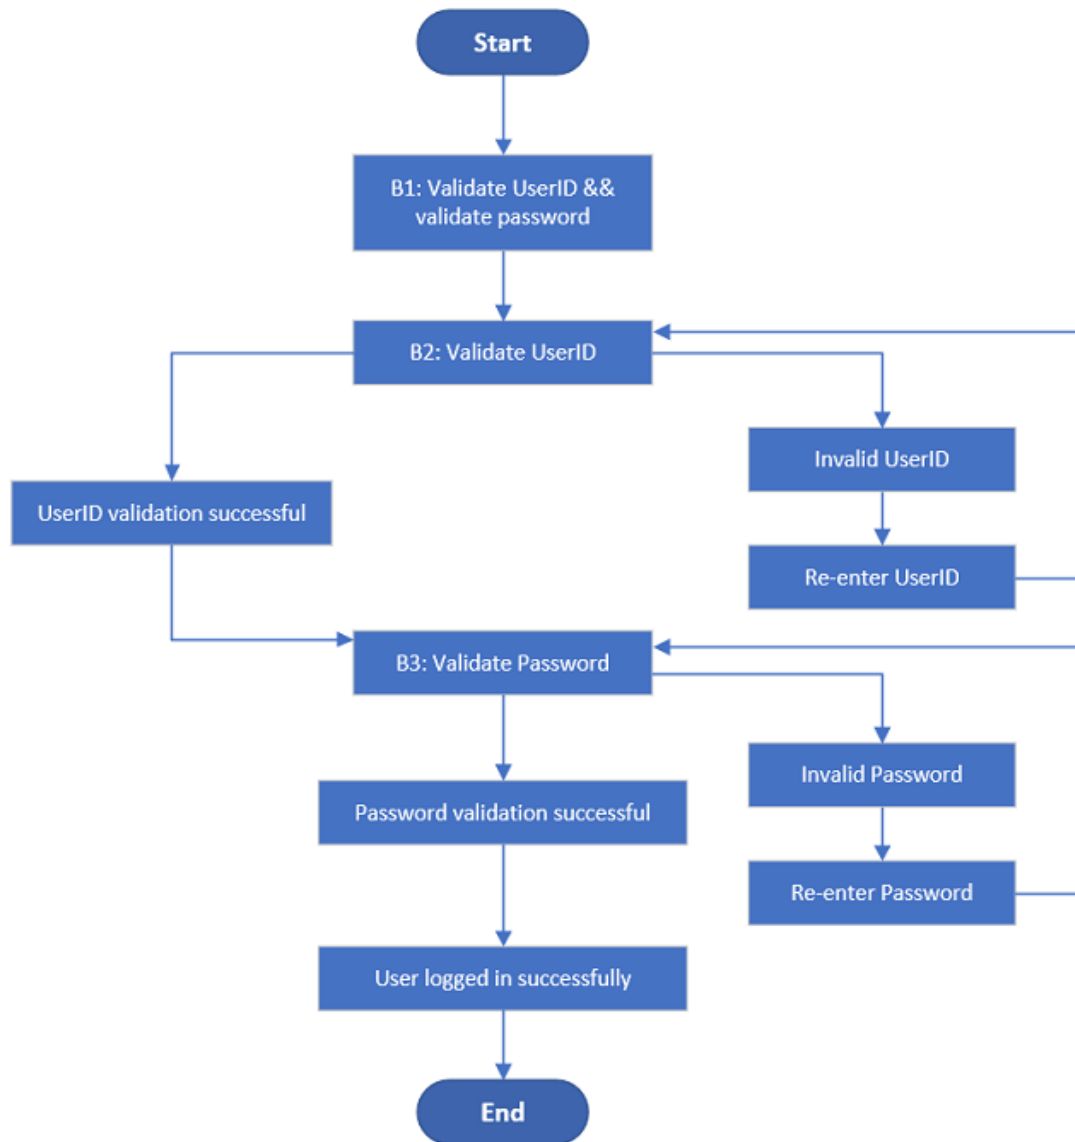 Start
B1: Validate UserID &&
validate password
B2: Validate UserID
Invalid UserID
UserID validation successful
Re-enter UserID
B3: Validate Password
Invalid Password
Password validation successful
Re-enter Password
User logged in successfully
End